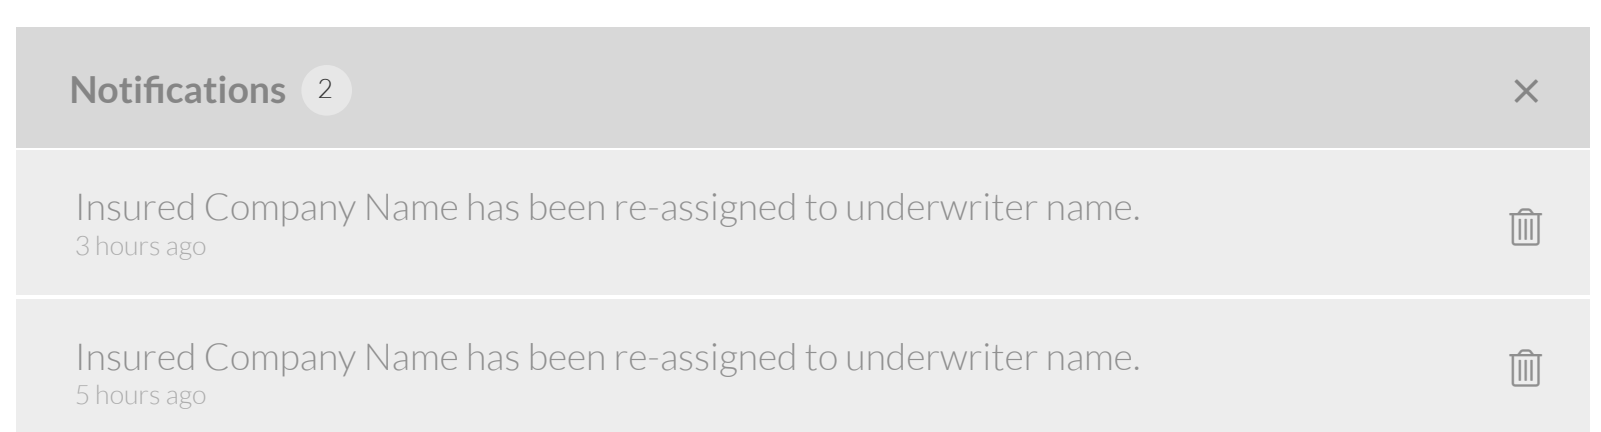 Notifications 2
Insured Company Name has been re-assigned to underwriter name.
3 hours ago
Insured Company Name has been re-assigned to underwriter name.
5 hours ago